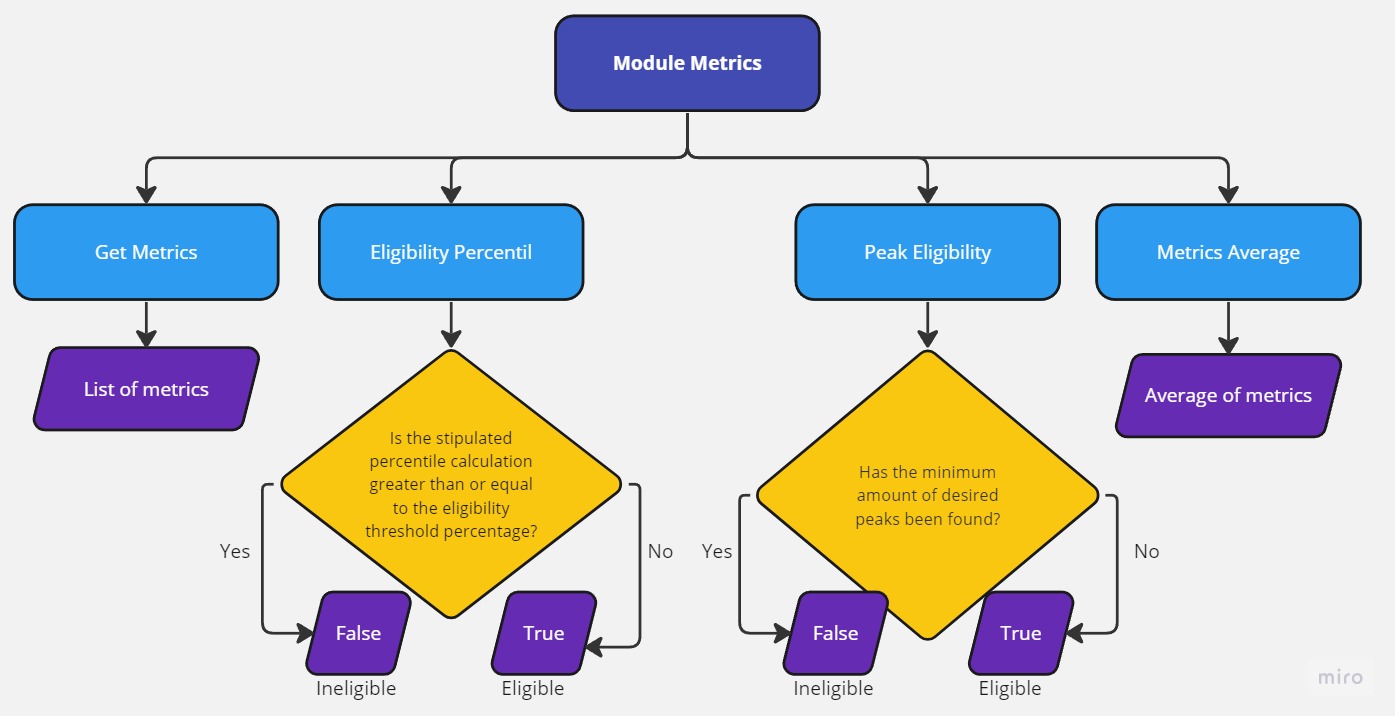 Module Metrics
Get Metrics
Eligibility Percentil
Peak Eligibility
Metrics Average
List of metrics
Average of metrics
Is the stipulated
percentile calculation
greater than or equal
to the eligibility
threshold percentage?
Has the minimum
amount of desired
peaks been found?
Yes
No
Yes
No
False
True
False
True
Ineligible
Eligible
Ineligible
Eligible
miro